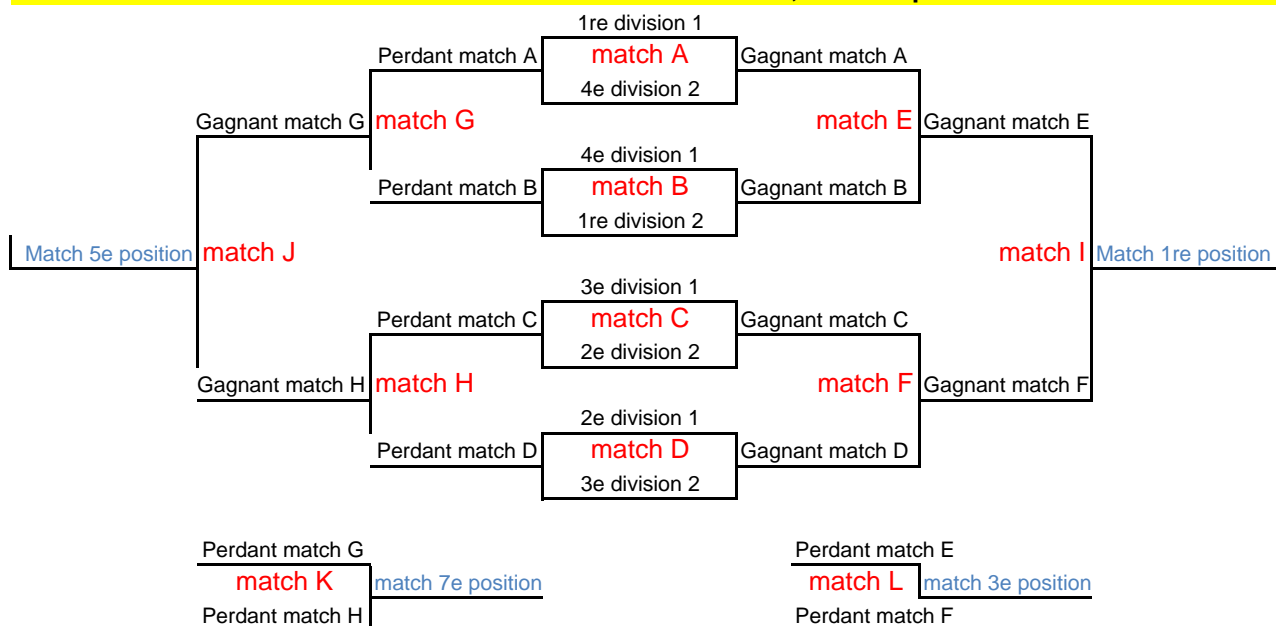 1re division 1
Perdant match A match A Gagnant match A
4e division 2
Gagnant match G match G match E Gagnant match E
4e division 1
Perdant match B match B Gagnant match B
1re division 2
Match 5e position match J match I Match 1re position
3e division 1
Perdant match C match C Gagnant match C
2e division 2
Gagnant match H match H match F Gagnant match F
2e division 1
Perdant match D match D Gagnant match D
3e division 2
Perdant match G Perdant match E
match K match 7e position match L match 3e position
Perdant match H Perdant match F